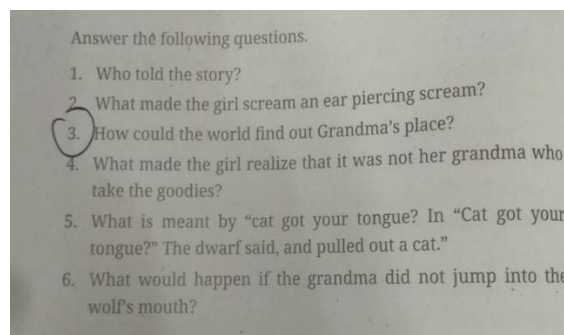 Answer the following questions.
1. Who told the story?
2. What made the girl scream an ear piercing scream?
3. How could the world find out Grandma's place?
4. What made the girl realize that it was not her grandma who
take the goodies?
5. What is meant by "cat got your tongue? In "Cat got your
tongue?" The dwarf said, and pulled out a cat."
6. What would happen if the grandma did not jump into the
wolf's mouth?